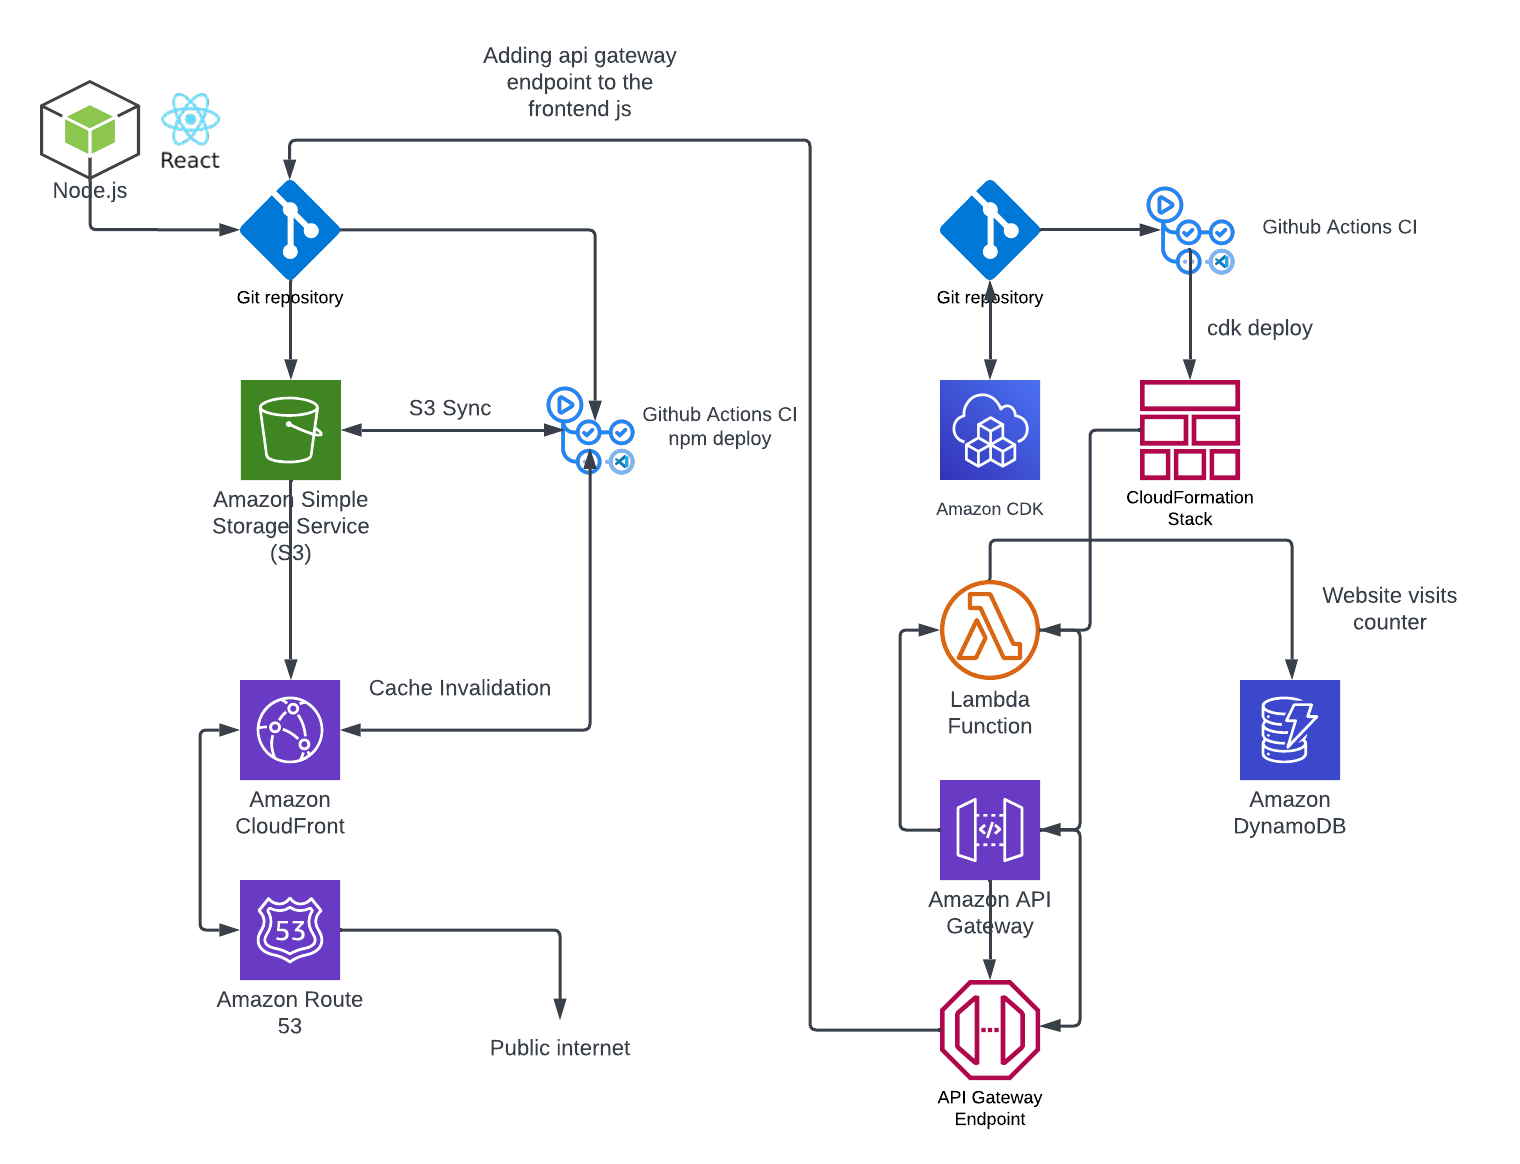 Adding api gateway
endpoint to the
frontend js
React
Node.js
Git repository
Git repository
Github Actions CI
cdk deploy
S3 Sync
Github Actions CI
npm deploy
Amazon Simple
Storage Service
(S3)
Amazon CDK
CloudFormation
Stack
Website visits
counter
Lambda
Function
Cache Invalidation
Amazon
CloudFront
Amazon
DynamoDB
Amazon API
Gateway
53
Amazon Route
53
Public internet
API Gateway
Endpoint